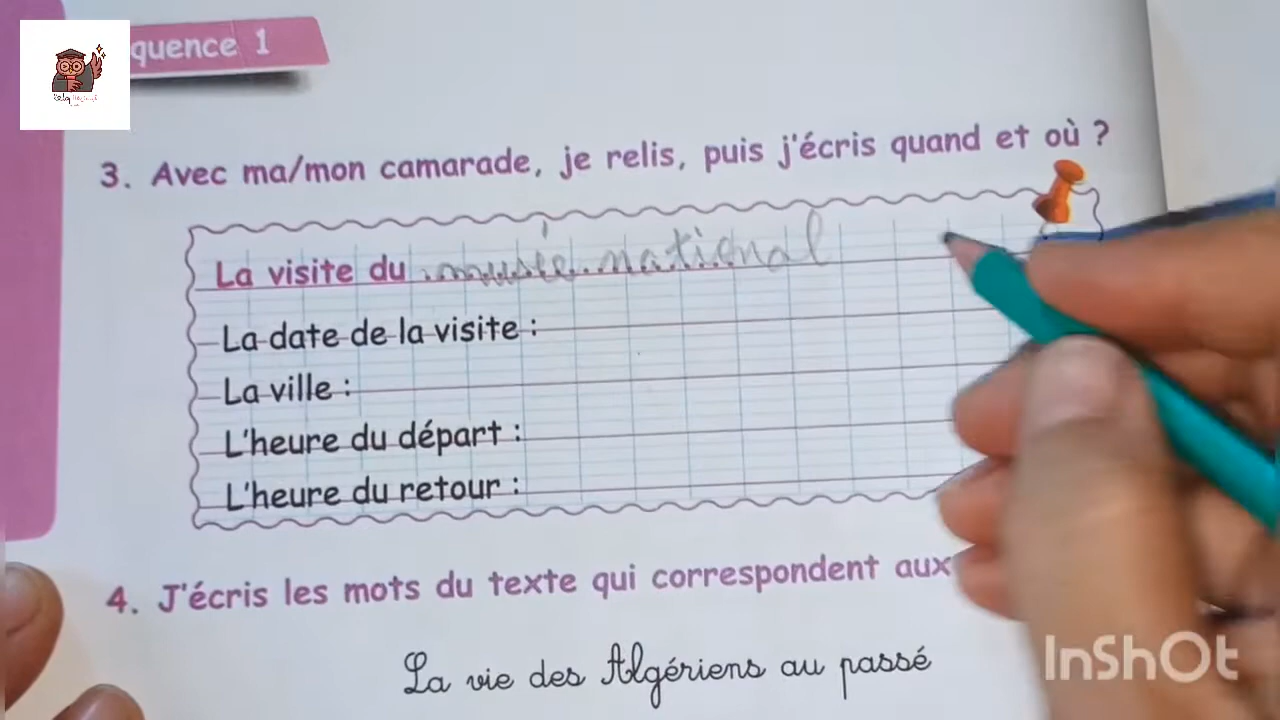 quence 1
3. Avec ma/mon camarade, je relis, puis j'écris quand et où ?
La visite du musée national
La date de la visite :
La ville :
L'heure du départ :
L'heure du retour :
4. J'écris les mots du texte qui correspondent aux
La vie des Algériens au passé
InShOt